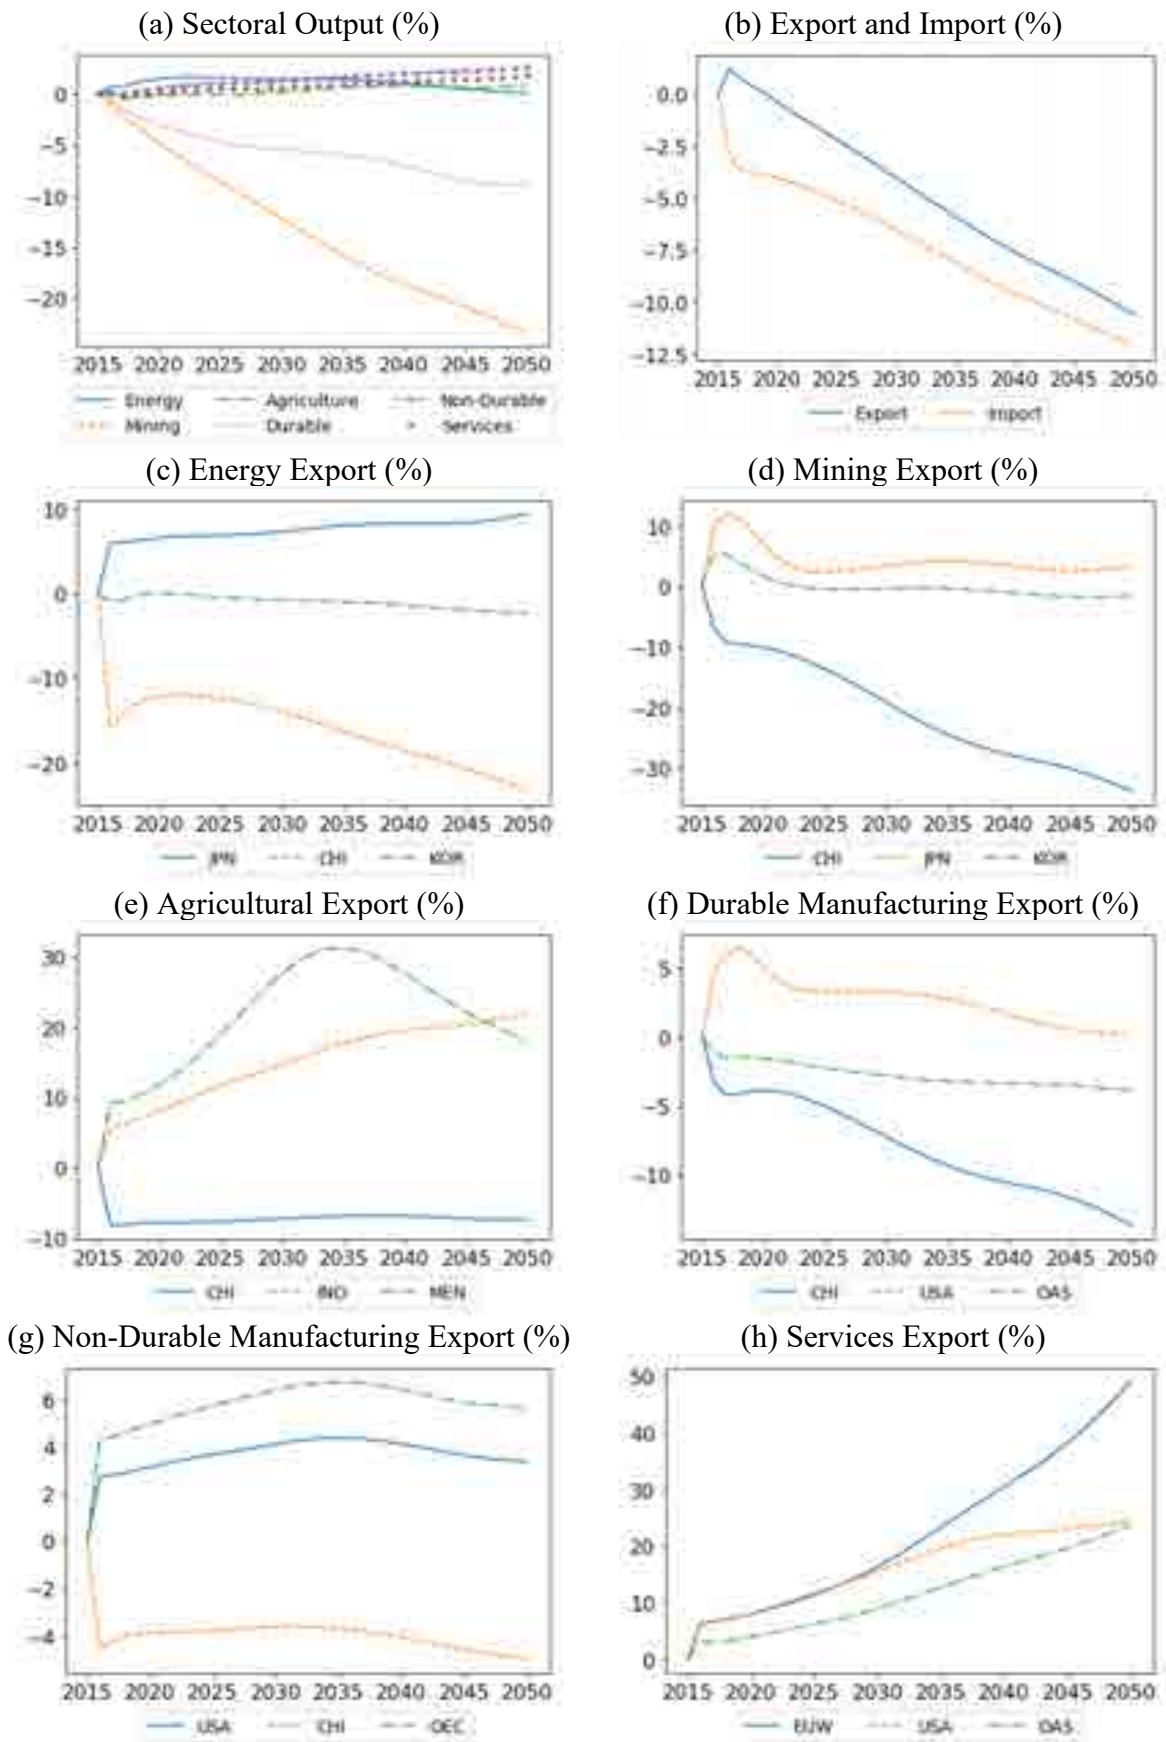 (a) Sectoral Output (%)
0
−5
−10
−15
−20
2015 2020 2025 2030 2035 2040 2045 2050
Energy Agriculture Non-Durable
Mining Durable Services
(b) Export and Import (%)
0.0
−2.5
−5.0
−7.5
−10.0
−12.5
2015 2020 2025 2030 2035 2040 2045 2050
Export Import
(c) Energy Export (%)
10
0
−10
−20
2015 2020 2025 2030 2035 2040 2045 2050
JPN CHI KOR
(d) Mining Export (%)
10
0
−10
−20
−30
2015 2020 2025 2030 2035 2040 2045 2050
CHI JPN KOR
(e) Agricultural Export (%)
30
20
10
0
−10
2015 2020 2025 2030 2035 2040 2045 2050
CHI INO MEN
(f) Durable Manufacturing Export (%)
5
0
−5
−10
2015 2020 2025 2030 2035 2040 2045 2050
CHI USA OAS
(g) Non-Durable Manufacturing Export (%)
6
4
2
0
−2
−4
2015 2020 2025 2030 2035 2040 2045 2050
USA CHI OEC
(h) Services Export (%)
50
40
30
20
10
0
2015 2020 2025 2030 2035 2040 2045 2050
EUW USA OAS